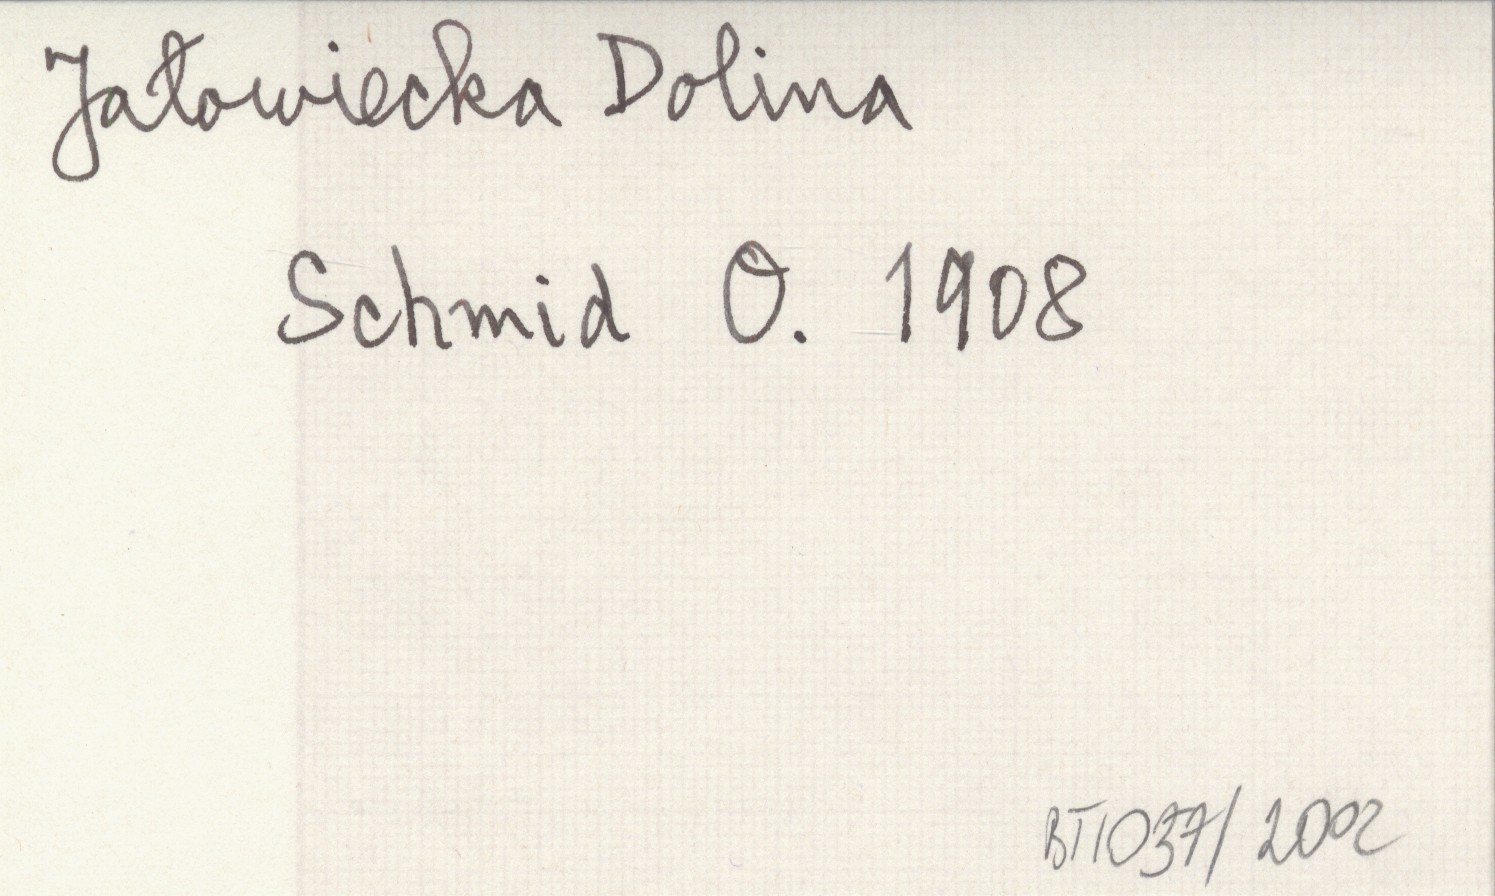 Jatowiecka Dolina
Schmid O. 1908
BT1037/2002